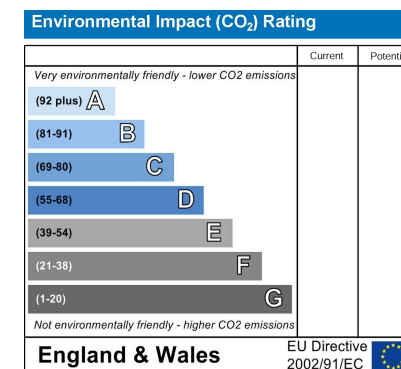 Environmental Impact (CO₂) Rating
Current Potenti
Very environmentally friendly - lower CO2 emissions
(92 plus) A
(81-91) B
(69-80) C
(55-68) D
(39-54) E
(21-38) F
(1-20) G
Not environmentally friendly - higher CO2 emissions
England & Wales
EU Directive
2002/91/EC